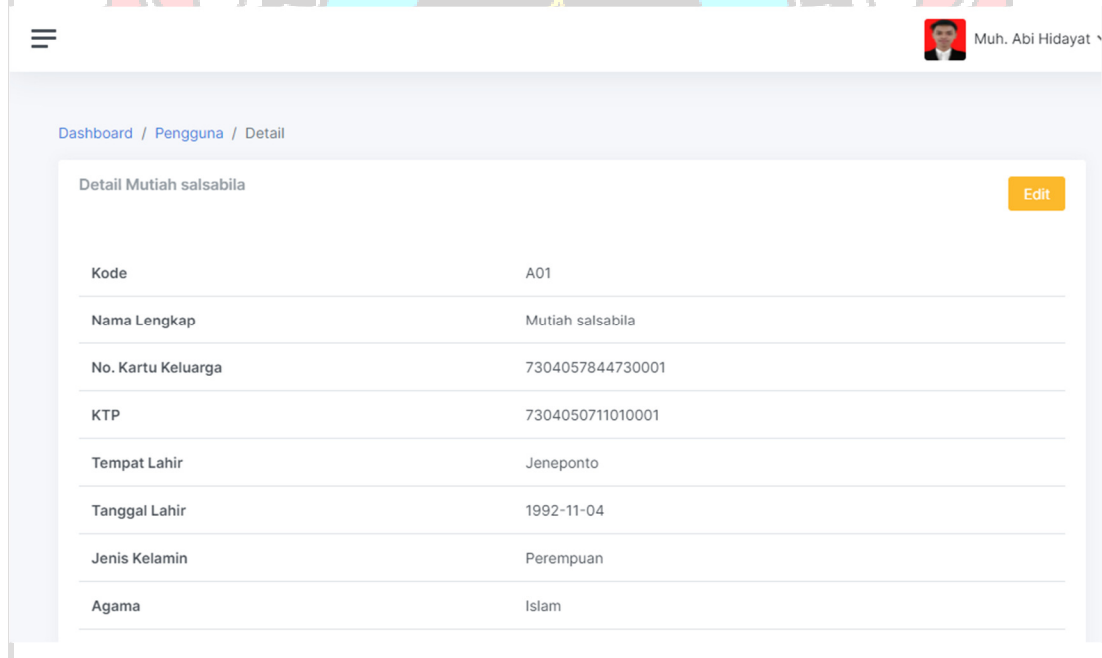 Muh. Abi Hidayat
Dashboard / Pengguna / Detail
Detail Mutiah salsabila
Edit
Kode A01
Nama Lengkap Mutiah salsabila
No. Kartu Keluarga 7304057844730001
KTP 7304050711010001
Tempat Lahir Jeneponto
Tanggal Lahir 1992-11-04
Jenis Kelamin Perempuan
Agama Islam